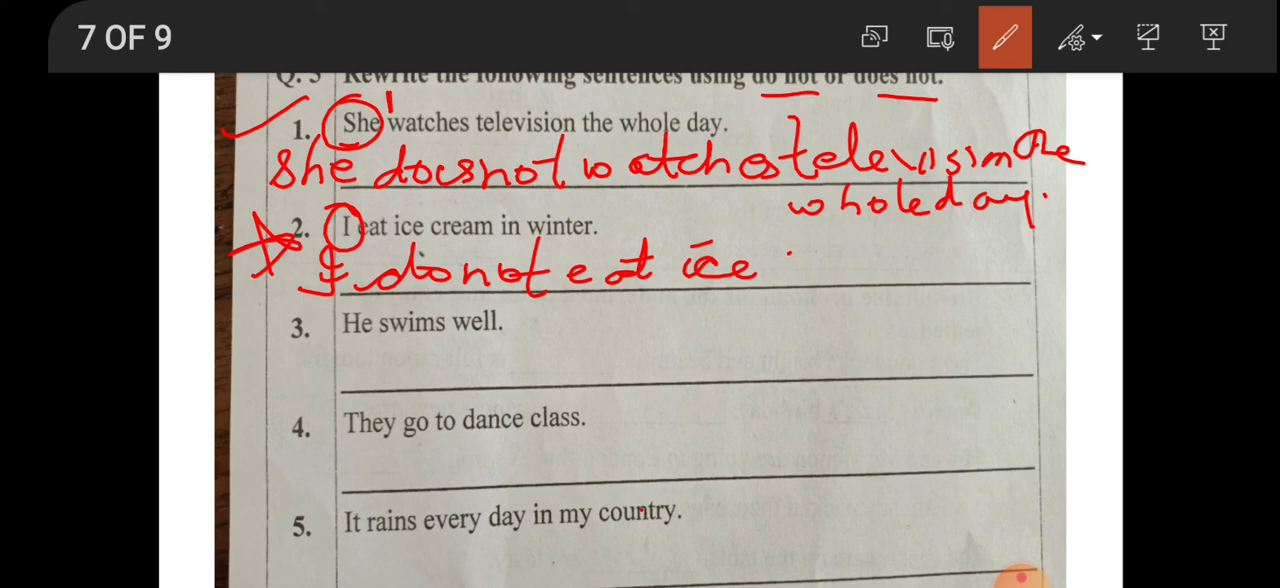 7 OF 9
Q. 5 Rewrite the following sentences using do not or does not.
1. She watches television the whole day.
She does not watches television the
whole day.
2. I eat ice cream in winter.
I do not eat ice
3. He swims well.
4. They go to dance class.
5. It rains every day in my country.